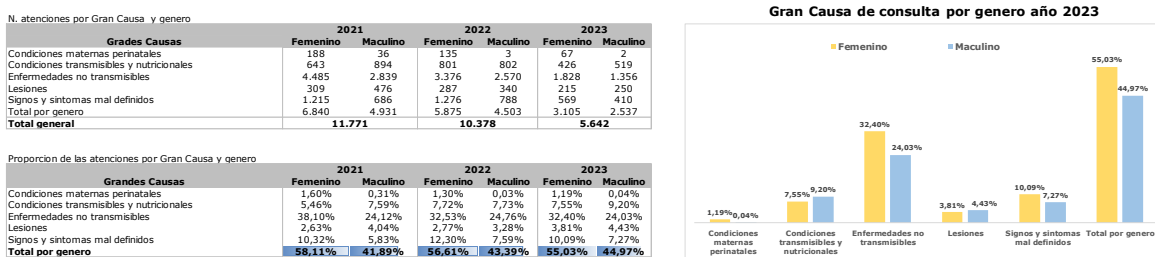 N. atenciones por Gran Causa y genero
2021 2022 2023
Grades Causas Femenino Maculino Femenino Maculino Femenino Maculino
Condiciones maternas perinatales 188 36 135 3 67 2
Condiciones transmisibles y nutricionales 643 894 801 802 426 519
Enfermedades no transmisibles 4.485 2.839 3.376 2.570 1.828 1.356
Lesiones 309 476 287 340 215 250
Signos y sintomas mal definidos 1.215 686 1.276 788 569 410
Total por genero 6.840 4.931 5.875 4.503 3.105 2.537
Total general 11.771 10.378 5.642
Proporcion de las atenciones por Gran Causa y genero
2021 2022 2023
Grandes Causas Femenino Maculino Femenino Maculino Femenino Maculino
Condiciones maternas perinatales 1,60% 0,31% 1,30% 0,03% 1,19% 0,04%
Condiciones transmisibles y nutricionales 5,46% 7,59% 7,72% 7,73% 7,55% 9,20%
Enfermedades no transmisibles 38,10% 24,12% 32,53% 24,76% 32,40% 24,03%
Lesiones 2,63% 4,04% 2,77% 3,28% 3,81% 4,43%
Signos y sintomas mal definidos 10,32% 5,83% 12,30% 7,59% 10,09% 7,27%
Total por genero 58,11% 41,89% 56,61% 43,39% 55,03% 44,97%
Gran Causa de consulta por genero año 2023
Femenino Maculino
1,19% 0,04% 7,55% 9,20% 32,40% 24,03% 3,81% 4,43% 10,09% 7,27% 55,03% 44,97%
Condiciones maternas perinatales
Condiciones transmisibles y nutricionales
Enfermedades no transmisibles
Lesiones
Signos y sintomas mal definidos
Total por genero